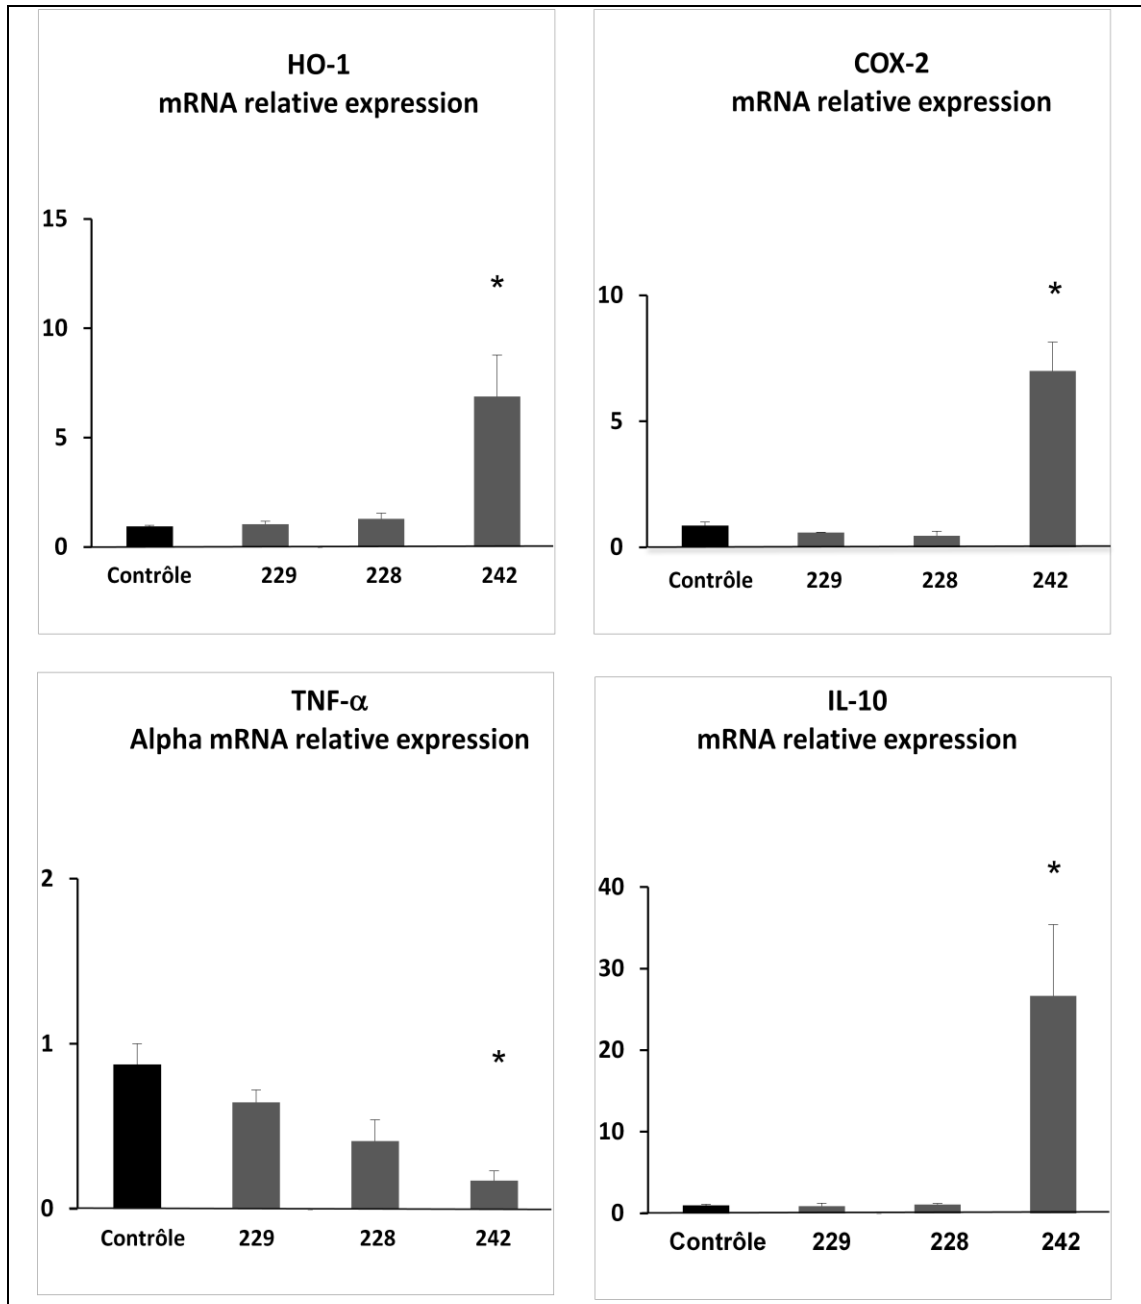 HO-1
mRNA relative expression
15
*
10
5
0
Contrôle 229 228 242
COX-2
mRNA relative expression
10
*
5
0
Contrôle 229 228 242
TNF-α
Alpha mRNA relative expression
2
1
*
0
Contrôle 229 228 242
IL-10
mRNA relative expression
40
*
30
20
10
0
Contrôle 229 228 242